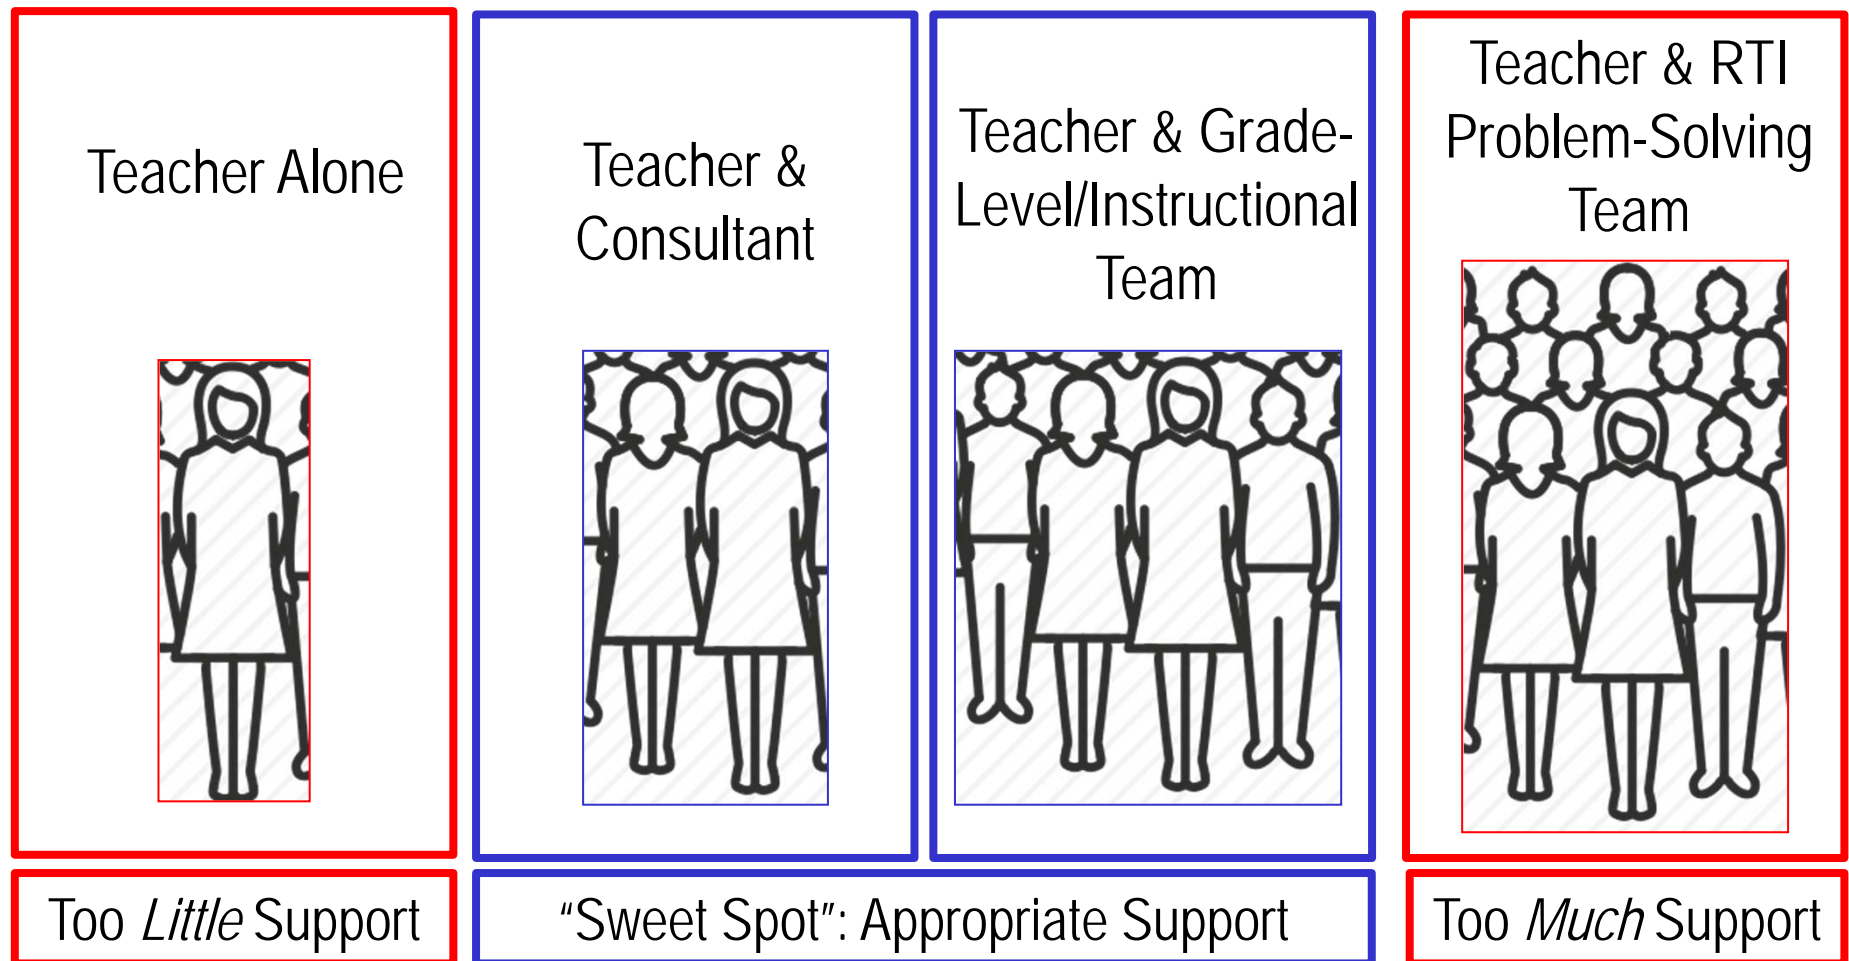 Teacher Alone
Teacher &
Consultant
Teacher & Grade-
Level/Instructional
Team
Teacher & RTI
Problem-Solving
Team
Too Little Support
“Sweet Spot”: Appropriate Support
Too Much Support